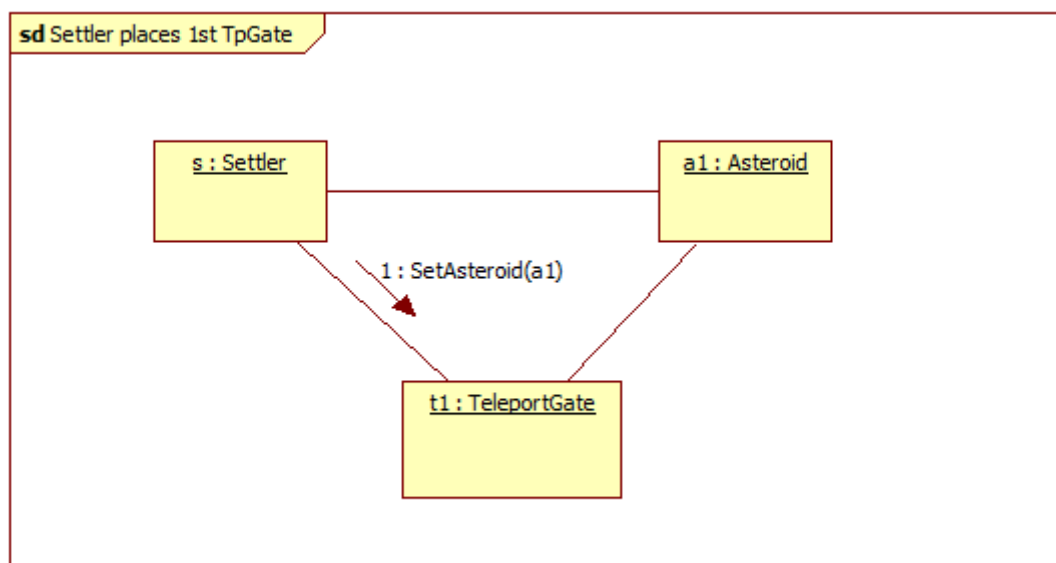 sd Settler places 1st TpGate
s : Settler
a1 : Asteroid
1 : SetAsteroid(a1)
t1 : TeleportGate